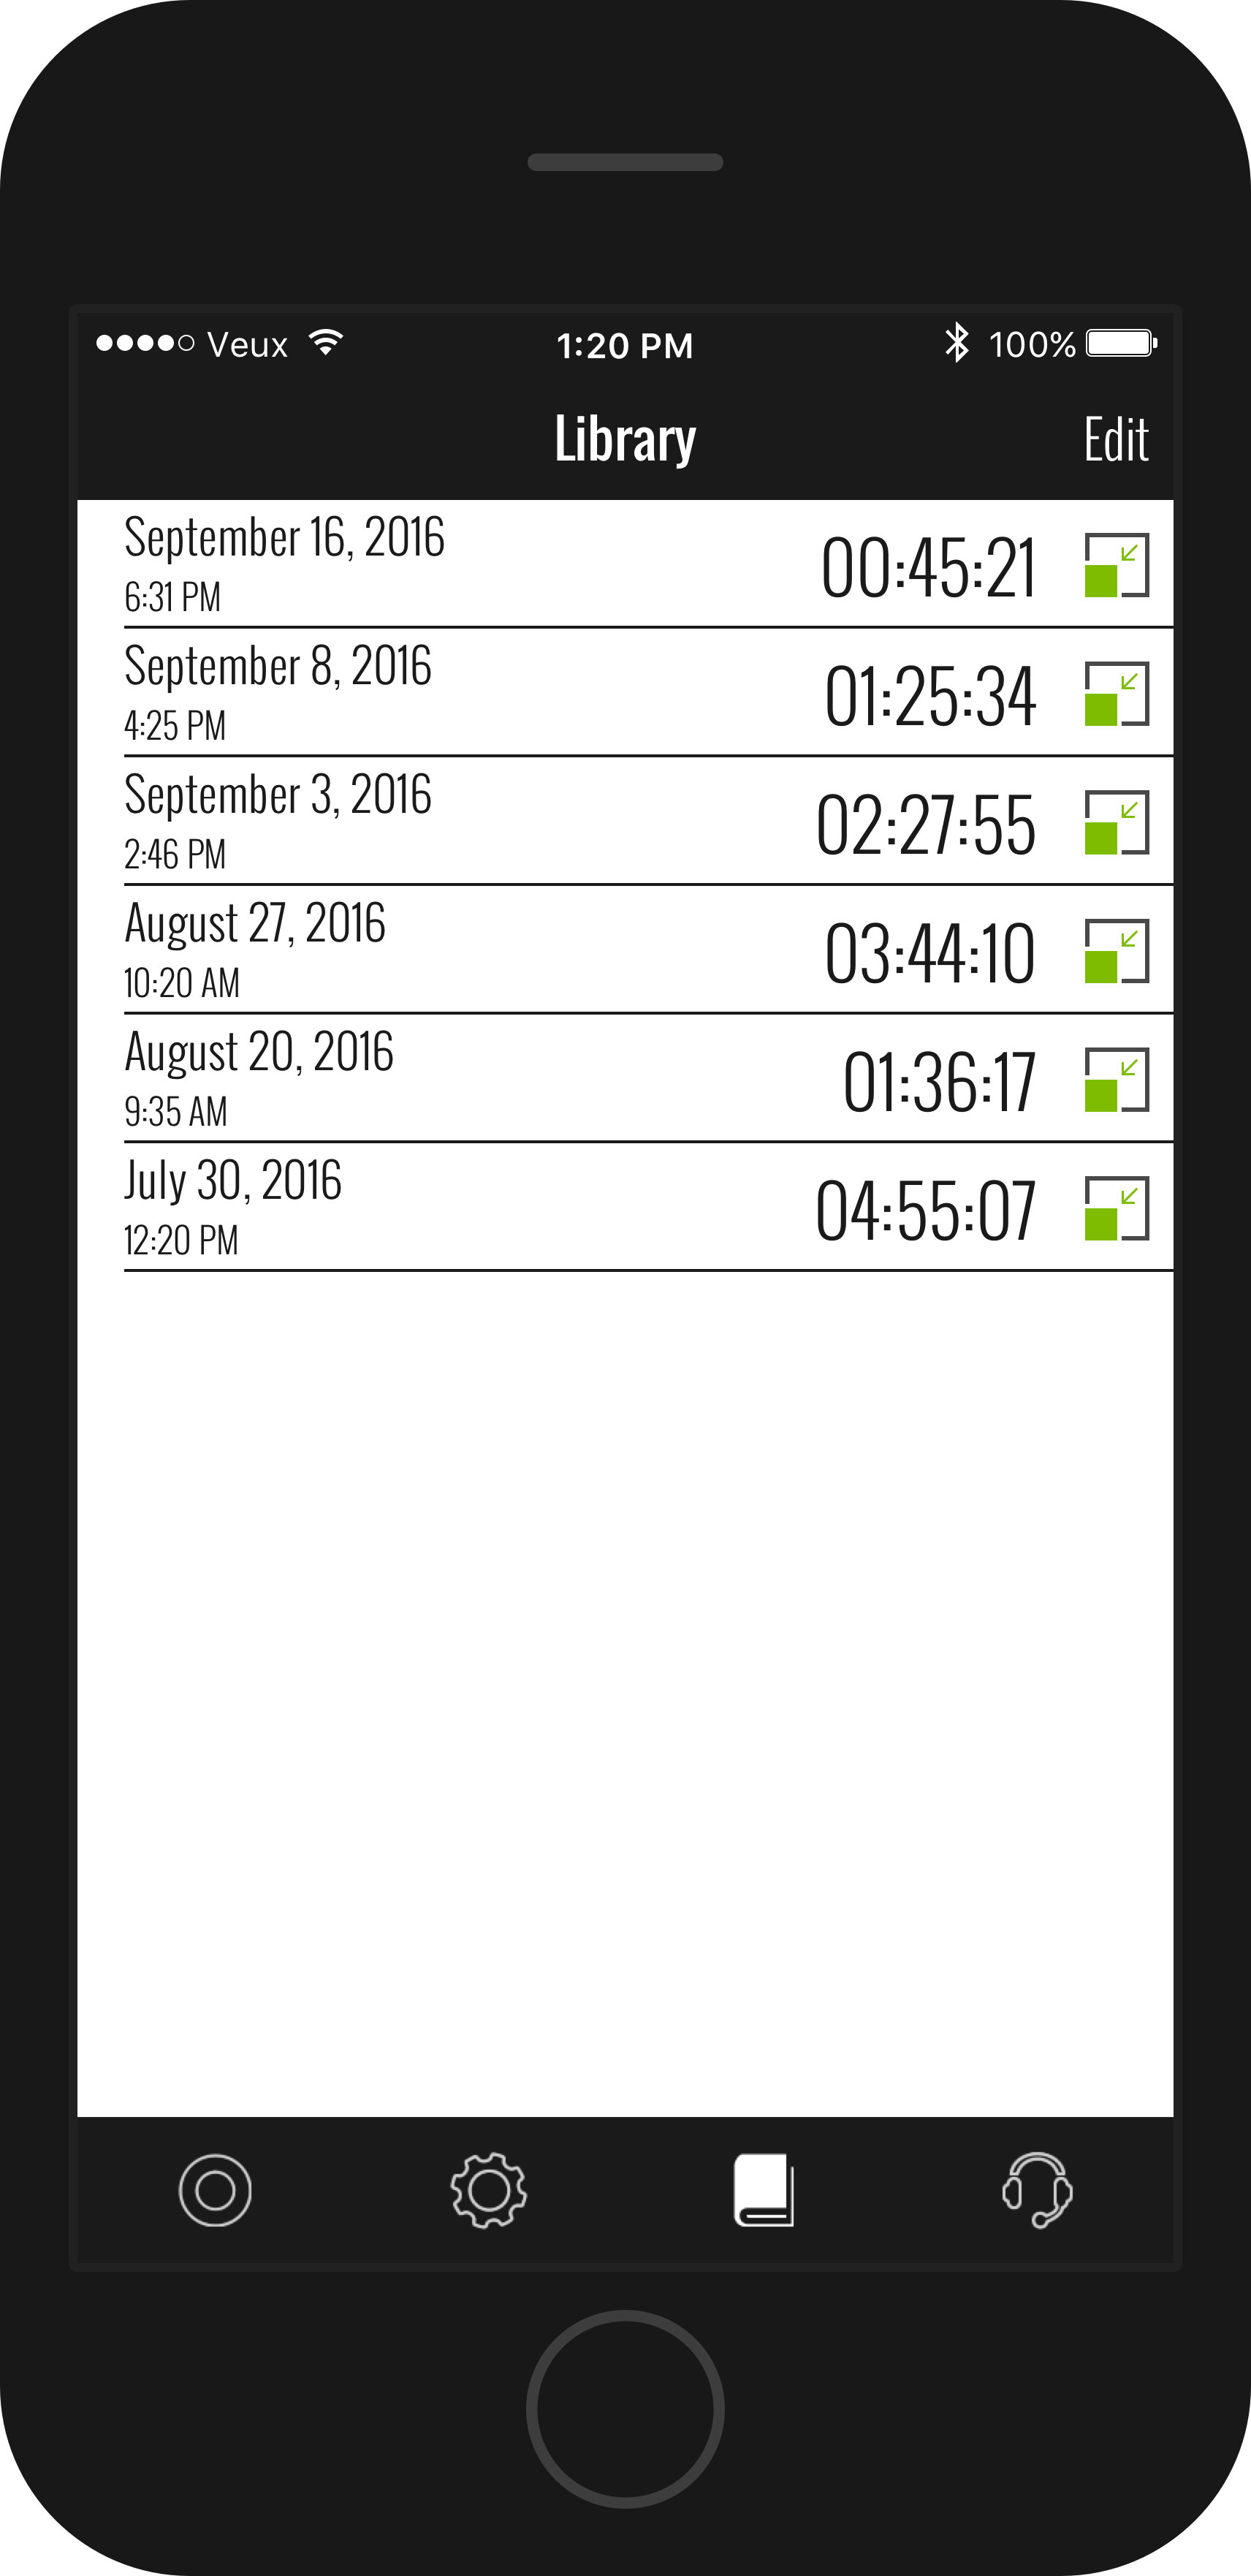 Veux 1:20 PM 100%
Library Edit
September 16, 2016
6:31 PM
00:45:21
September 8, 2016
4:25 PM
01:25:34
September 3, 2016
2:46 PM
02:27:55
August 27, 2016
10:20 AM
03:44:10
August 20, 2016
9:35 AM
01:36:17
July 30, 2016
12:20 PM
04:55:07